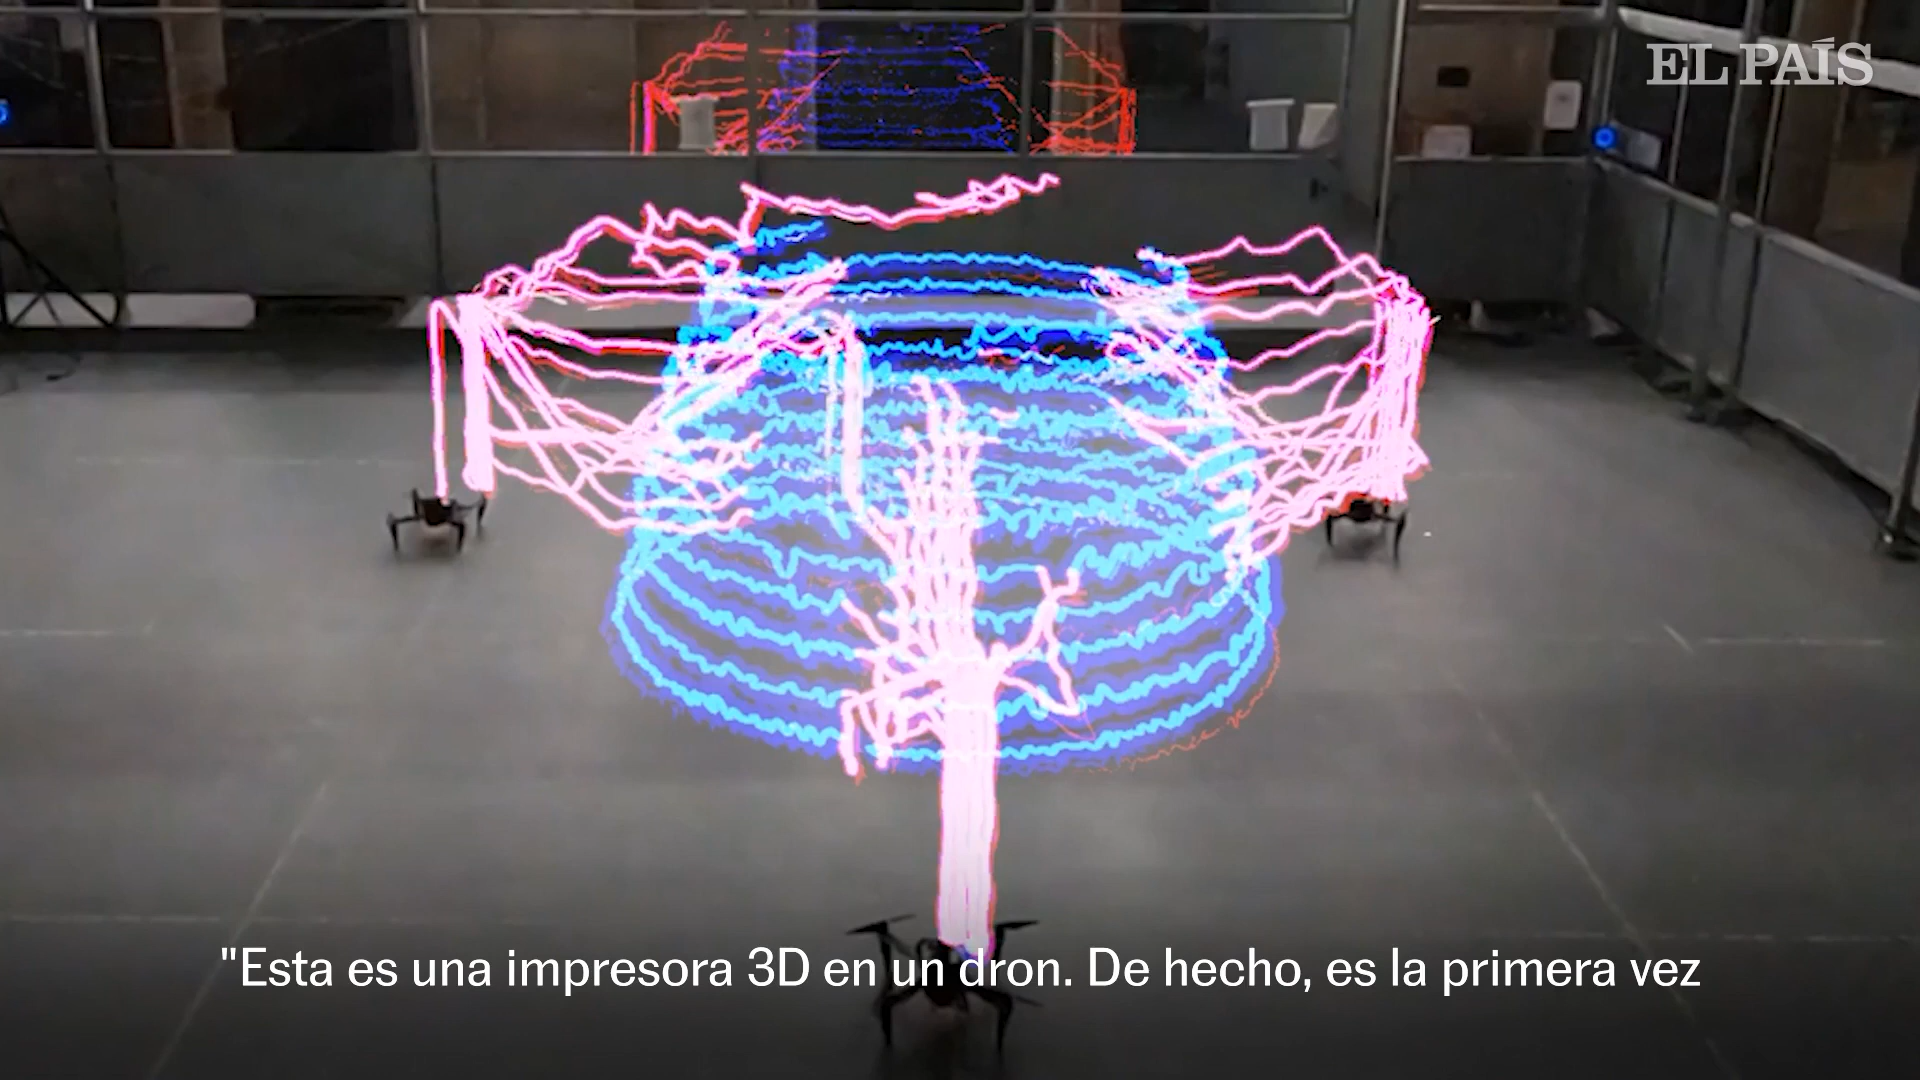 EL PAÍS
"Esta es una impresora 3D en un dron. De hecho, es la primera vez